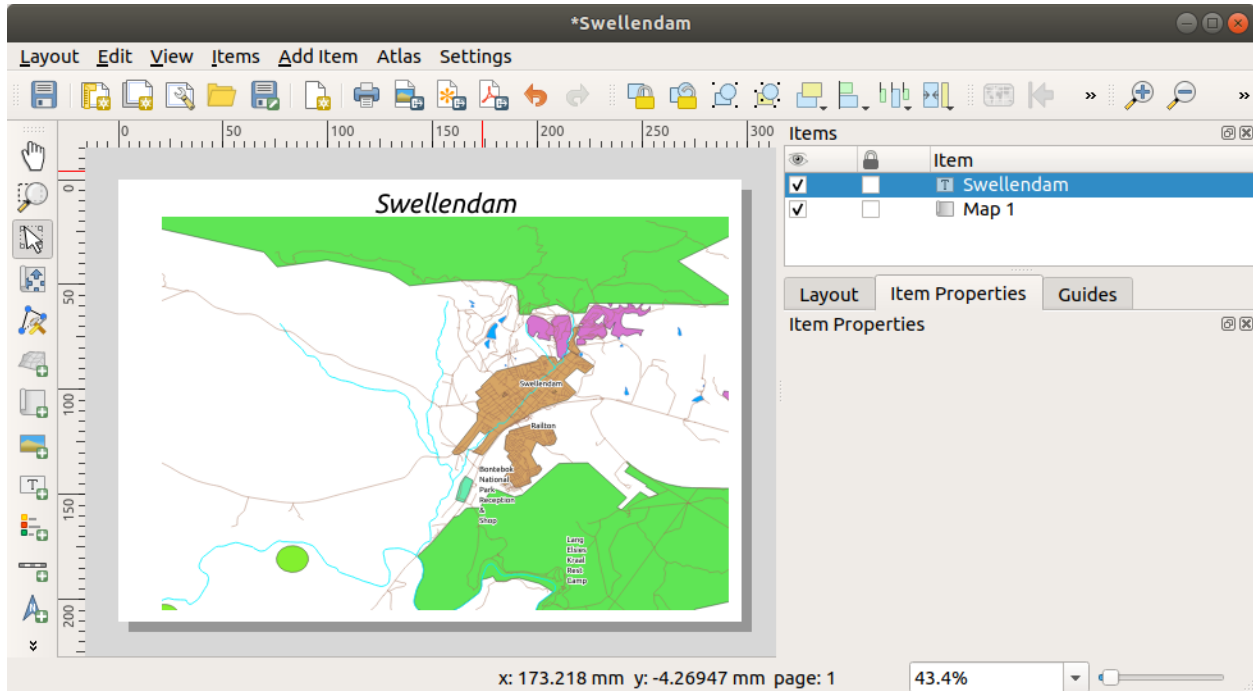 *Swellendam
Layout Edit View Items Add Item Atlas Settings
»
»
0 50 100 150 200 250 300
0
50
100
150
200
Swellendam
Swellendam
Railton
Bontebok
National
Park
Reception
&
Shop
Lang
Elsen
Kraal
Rest
Camp
Items
Item
T Swellendam
Map 1
Layout Item Properties Guides
Item Properties
x: 173.218 mm y: -4.26947 mm page: 1 43.4%